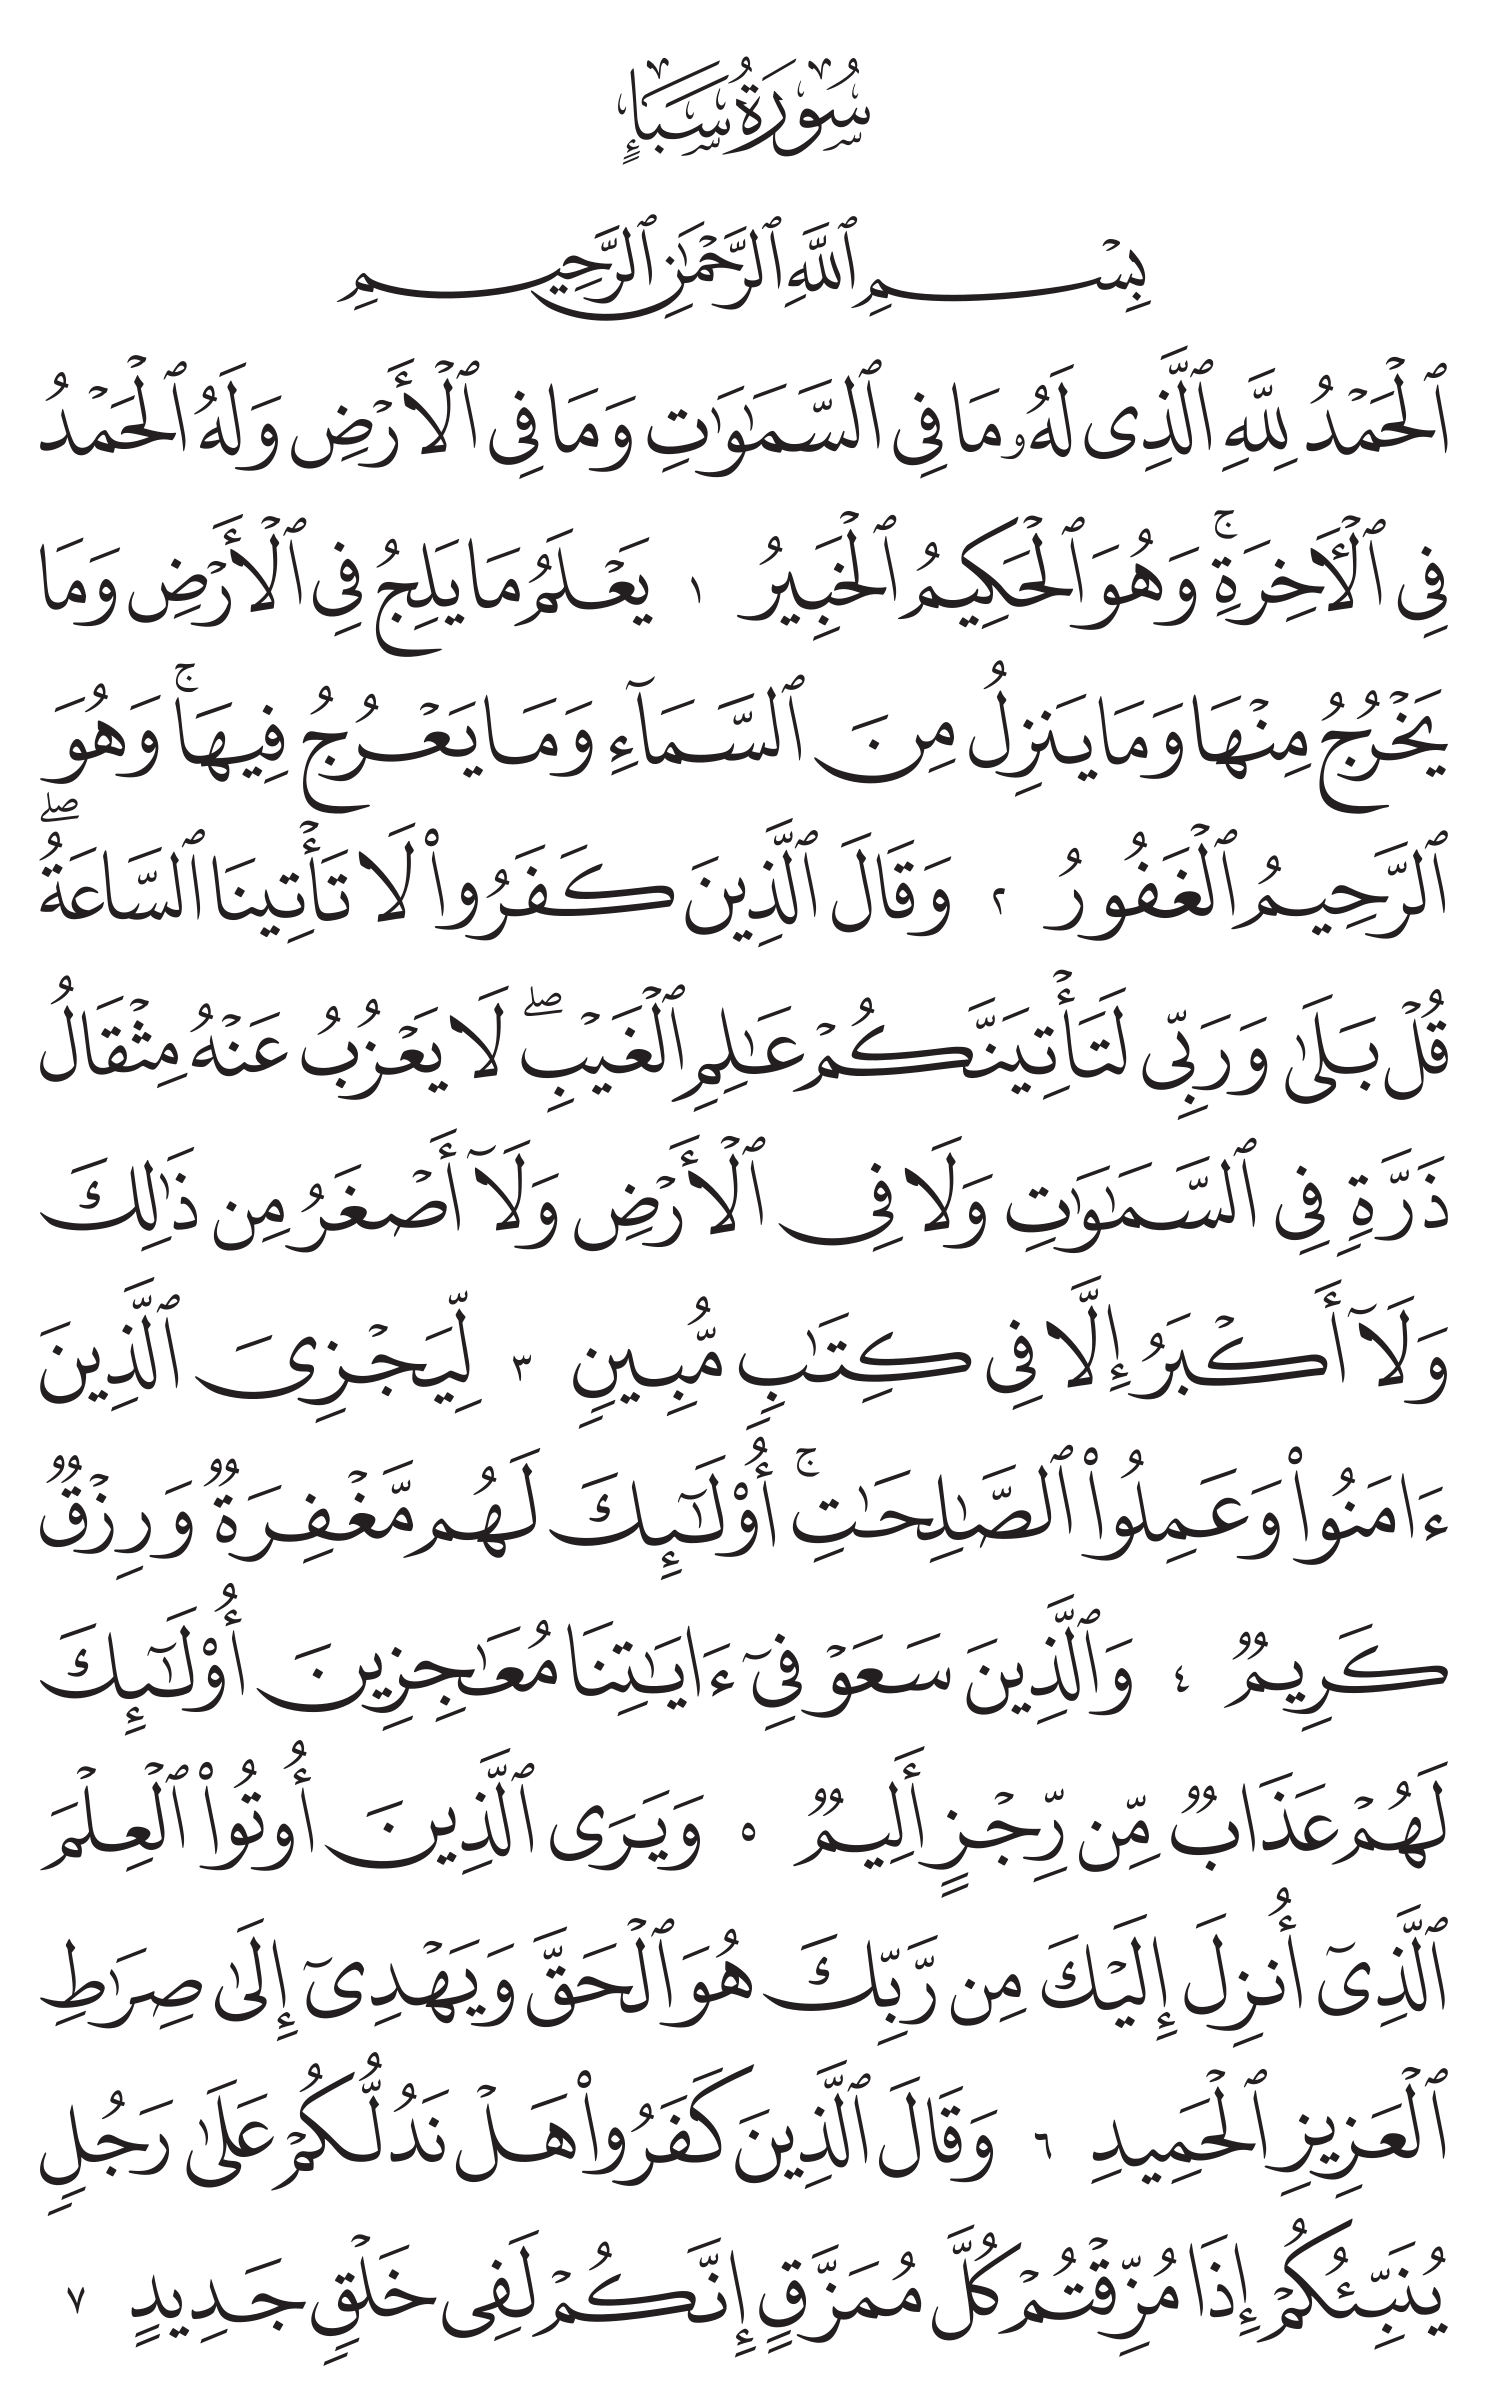 سُورَةُ سَبَإٍ
بِسْمِ ٱللَّهِ ٱلرَّحْمَٰنِ ٱلرَّحِيمِ
ٱلْحَمْدُ لِلَّهِ ٱلَّذِى لَهُۥ مَا فِى ٱلسَّمَٰوَٰتِ وَمَا فِى ٱلْأَرْضِ وَلَهُ ٱلْحَمْدُ
فِى ٱلْأَخِرَةِ ۚ وَهُوَ ٱلْحَكِيمُ ٱلْخَبِيرُ ١ يَعْلَمُ مَا يَلِجُ فِى ٱلْأَرْضِ وَمَا
يَخْرُجُ مِنْهَا وَمَا يَنزِلُ مِنَ ٱلسَّمَآءِ وَمَا يَعْرُجُ فِيهَا ۚ وَهُوَ
ٱلرَّحِيمُ ٱلْغَفُورُ ٢ وَقَالَ ٱلَّذِينَ كَفَرُوا۟ لَا تَأْتِينَا ٱلسَّاعَةُ ۖ
قُلْ بَلَىٰ وَرَبِّى لَتَأْتِيَنَّكُمْ عَٰلِمِ ٱلْغَيْبِ ۖ لَا يَعْزُبُ عَنْهُ مِثْقَالُ
ذَرَّةٍ فِى ٱلسَّمَٰوَٰتِ وَلَا فِى ٱلْأَرْضِ وَلَآ أَصْغَرُ مِن ذَٰلِكَ
وَلَآ أَكْبَرُ إِلَّا فِى كِتَٰبٍ مُّبِينٍ ٣ لِّيَجْزِىَ ٱلَّذِينَ
ءَامَنُوا۟ وَعَمِلُوا۟ ٱلصَّٰلِحَٰتِ ۚ أُو۟لَٰٓئِكَ لَهُم مَّغْفِرَةٌ وَرِزْقٌ
كَرِيمٌ ٤ وَٱلَّذِينَ سَعَوْ فِىٓ ءَايَٰتِنَا مُعَٰجِزِينَ أُو۟لَٰٓئِكَ
لَهُمْ عَذَابٌ مِّن رِّجْزٍ أَلِيمٌ ٥ وَيَرَى ٱلَّذِينَ أُوتُوا۟ ٱلْعِلْمَ
ٱلَّذِىٓ أُنزِلَ إِلَيْكَ مِن رَّبِّكَ هُوَ ٱلْحَقَّ وَيَهْدِىٓ إِلَىٰ صِرَٰطِ
ٱلْعَزِيزِ ٱلْحَمِيدِ ٦ وَقَالَ ٱلَّذِينَ كَفَرُوا۟ هَلْ نَدُلُّكُمْ عَلَىٰ رَجُلٍ
يُنَبِّئُكُمْ إِذَا مُزِّقْتُمْ كُلَّ مُمَزَّقٍ إِنَّكُمْ لَفِى خَلْقٍ جَدِيدٍ ٧